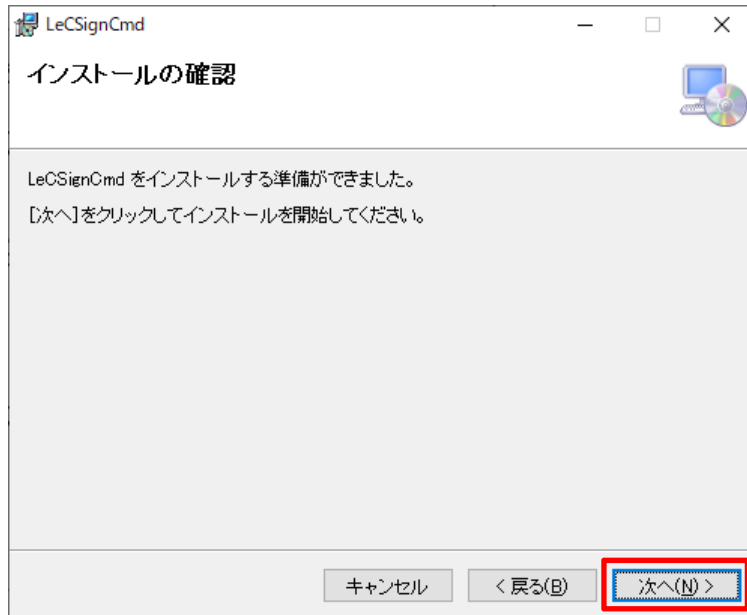 LeCSignCmd
インストールの確認
LeCSignCmd をインストールする準備ができました。
[次へ]をクリックしてインストールを開始してください。
キャンセル
< 戻る(B)
次へ(N) >